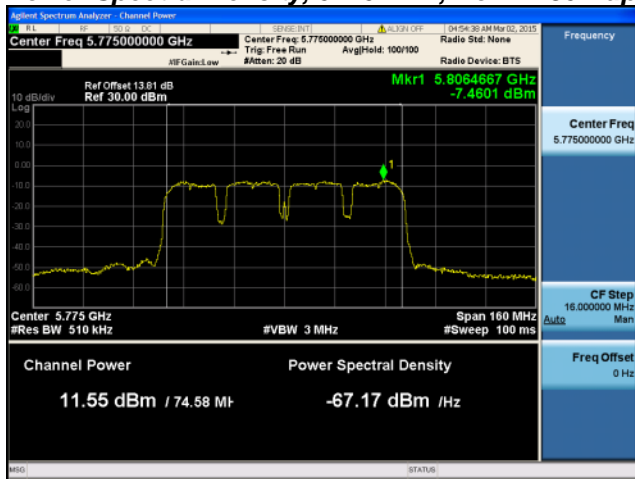 Agilent Spectrum Analyzer - Channel Power
RL RF 50 Ω DC SENSE:INT ALIGN OFF 04:54:38 AM Mar 02, 2015
Center Freq 5.775000000 GHz
Center Freq: 5.775000000 GHz
Radio Std: None
Trig: Free Run Avg|Hold: 100/100
#IFGain:Low #Atten: 20 dB Radio Device: BTS
Frequency
Ref Offset 13.81 dB
Mkr1 5.8064667 GHz
10 dB/div Ref 30.00 dBm -7.4601 dBm
Log
20.0
10.0
0.00
-10.0
-20.0
-30.0
-40.0
-50.0
-60.0
1
Center Freq
5.775000000 GHz
Center 5.775 GHz Span 160 MHz
#Res BW 510 kHz #VBW 3 MHz #Sweep 100 ms
CF Step
16.000000 MHz
Auto Man
Channel Power Power Spectral Density
11.55 dBm / 74.58 MH -67.17 dBm /Hz
Freq Offset
0 Hz
MSG STATUS